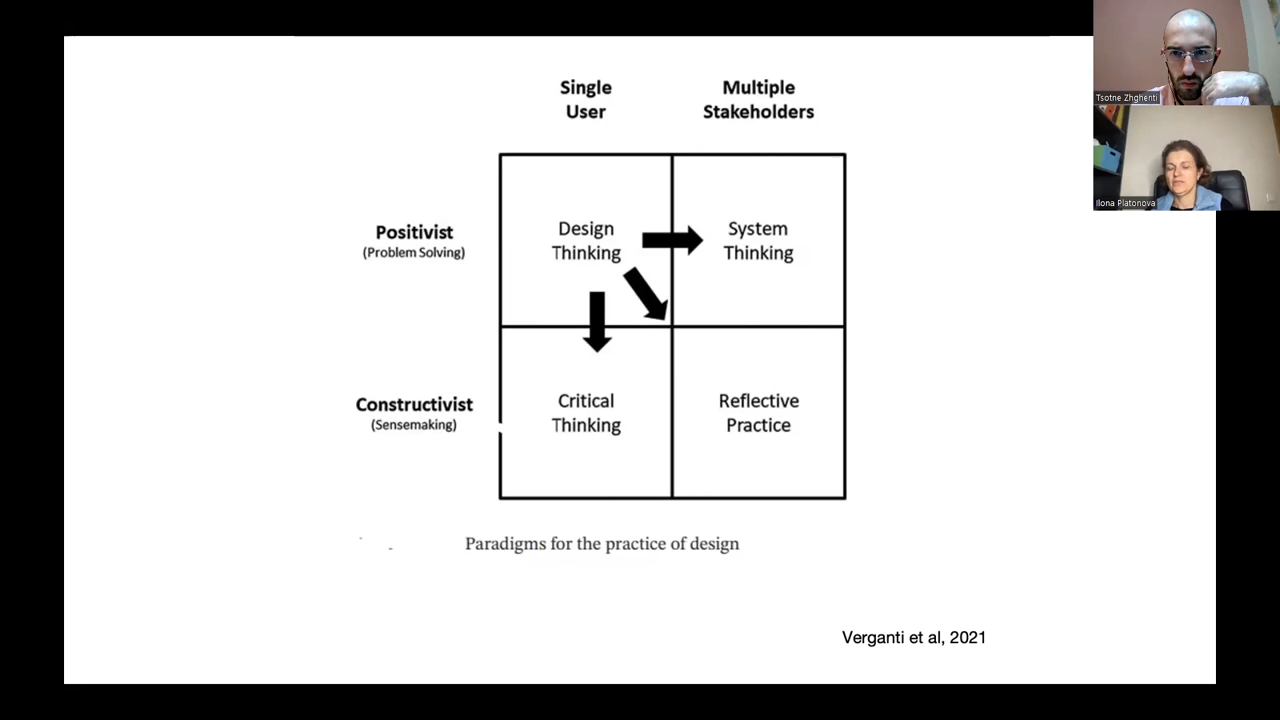 Single
User
Multiple
Stakeholders
Tsotne Zhghenti
Ilona Platonova
Positivist
(Problem Solving)
Design
Thinking
System
Thinking
Constructivist
(Sensemaking)
Critical
Thinking
Reflective
Practice
Paradigms for the practice of design
Verganti et al, 2021